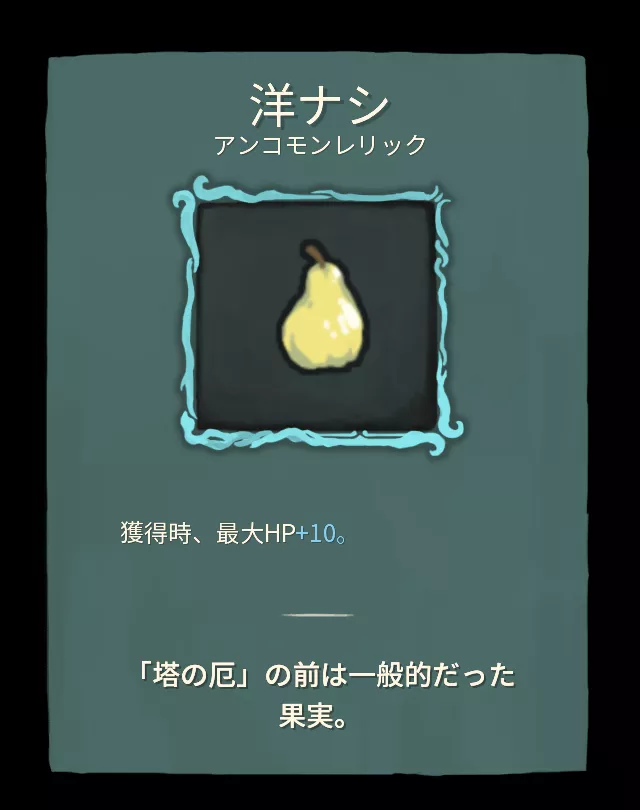 洋ナシ
アンコモンレリック
獲得時、最大HP+10。
「塔の厄」の前は一般的だった
果実。